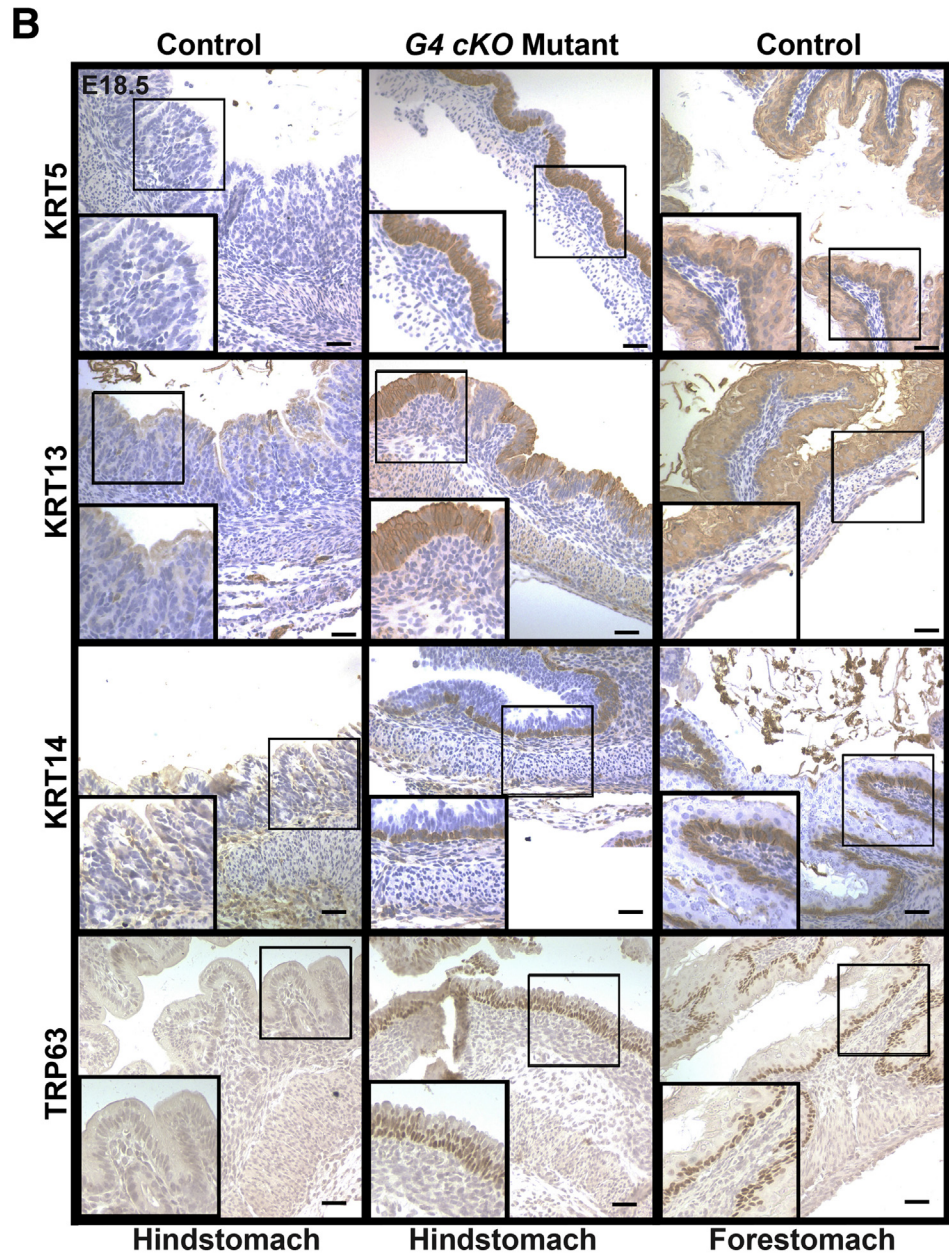 B
Control G4 cKO Mutant Control
E18.5
KRT5
KRT13
KRT14
TRP63
Hindstomach Hindstomach Forestomach